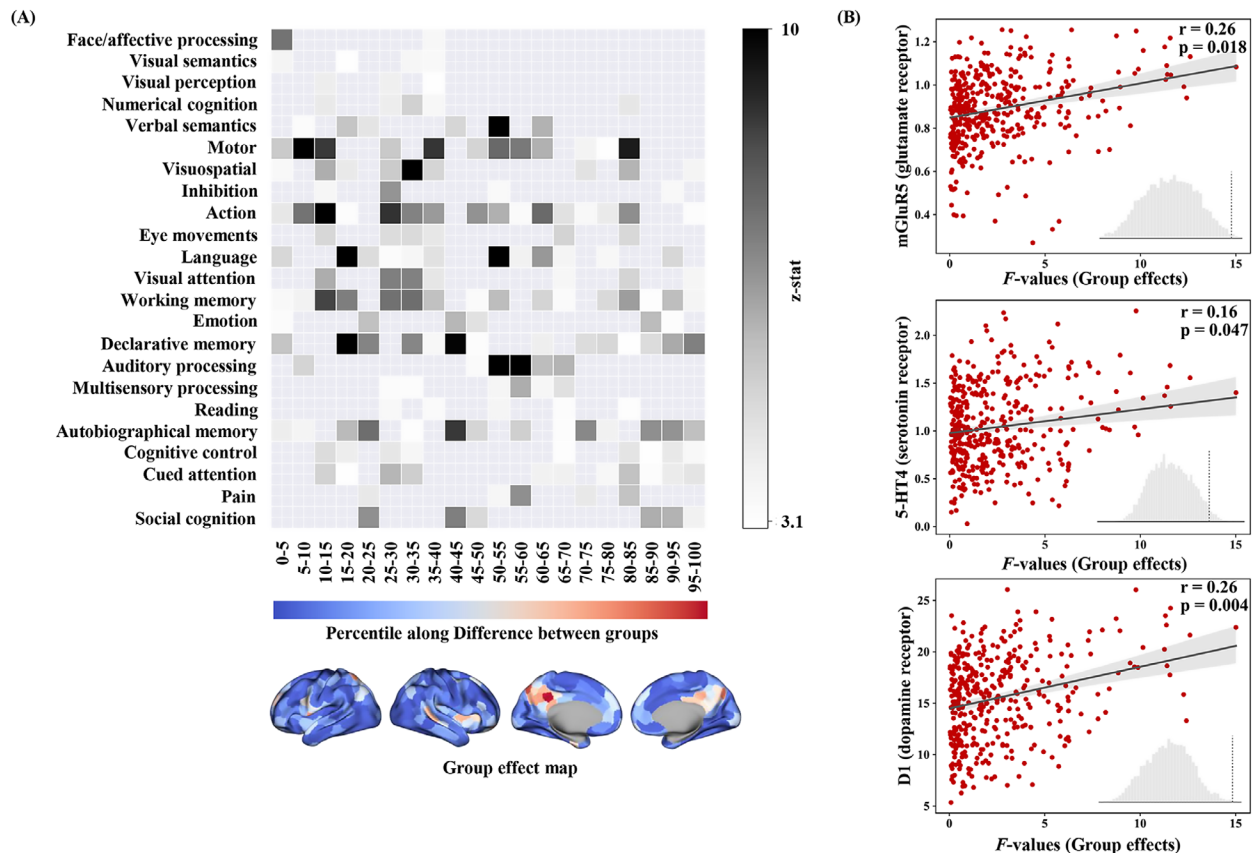 (A)
Face/affective processing
Visual semantics
Visual perception
Numerical cognition
Verbal semantics
Motor
Visuospatial
Inhibition
Action
Eye movements
Language
Visual attention
Working memory
Emotion
Declarative memory
Auditory processing
Multisensory processing
Reading
Autobiographical memory
Cognitive control
Cued attention
Pain
Social cognition
0-5
5-10
10-15
15-20
20-25
25-30
30-35
35-40
40-45
45-50
50-55
55-60
60-65
65-70
70-75
75-80
80-85
85-90
90-95
95-100
10
z-stat
3.1
Percentile along Difference between groups
Group effect map
(B)
r = 0.26
p = 0.018
mGluR5 (glutamate receptor)
1.2
1.0
0.8
0.6
0.4
0
5
10
15
F-values (Group effects)
r = 0.16
p = 0.047
5-HT4 (serotonin receptor)
2.0
1.5
1.0
0.5
0.0
0
5
10
15
F-values (Group effects)
r = 0.26
p = 0.004
D1 (dopamine receptor)
25
20
15
10
5
0
5
10
15
F-values (Group effects)